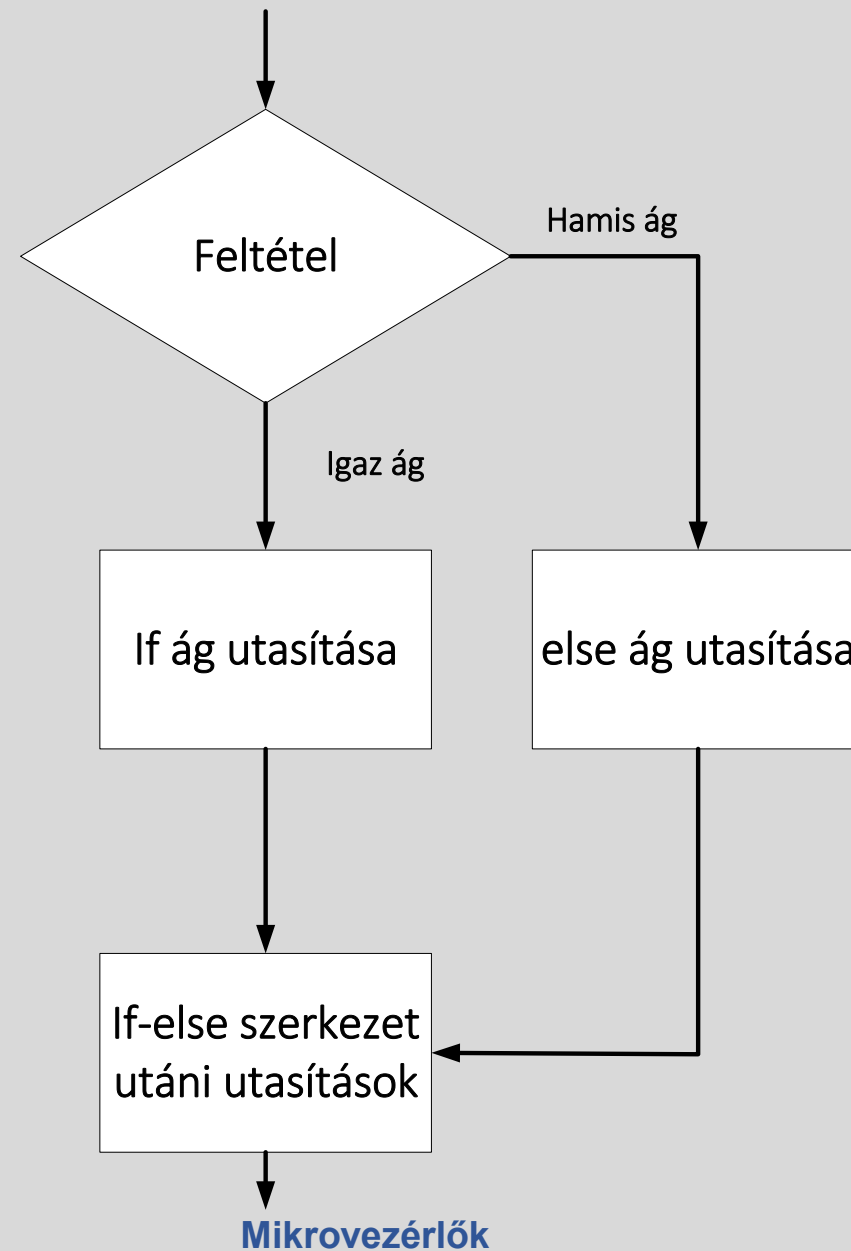 Feltétel
Hamis ág
Igaz ág
If ág utasítása
else ág utasítása
If-else szerkezet
utáni utasítások
Mikrovezérlők